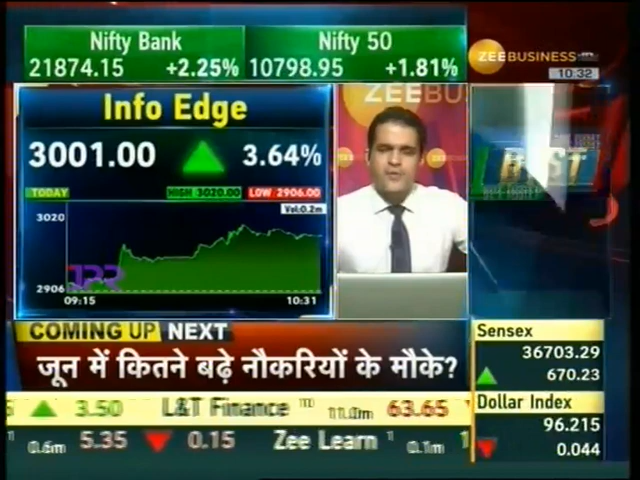 Nifty Bank
21874.15 +2.25%
Nifty 50
10798.95 +1.81%
ZEEBUSINESS
10:32
Info Edge
3001.00 3.64%
TODAY HIGH 3020.00 LOW 2906.00
Vol:0.2m
3020
2906
09:15 10:31
ZEE BU
COMING UP NEXT
जून में कितने बढ़े नौकरियों के मौके?
Sensex
36703.29
670.23
Dollar Index
96.215
0.044
3.50 L&T Finance 11.0m 63.65
0.6m 5.35 0.15 Zee Learn 0.1m